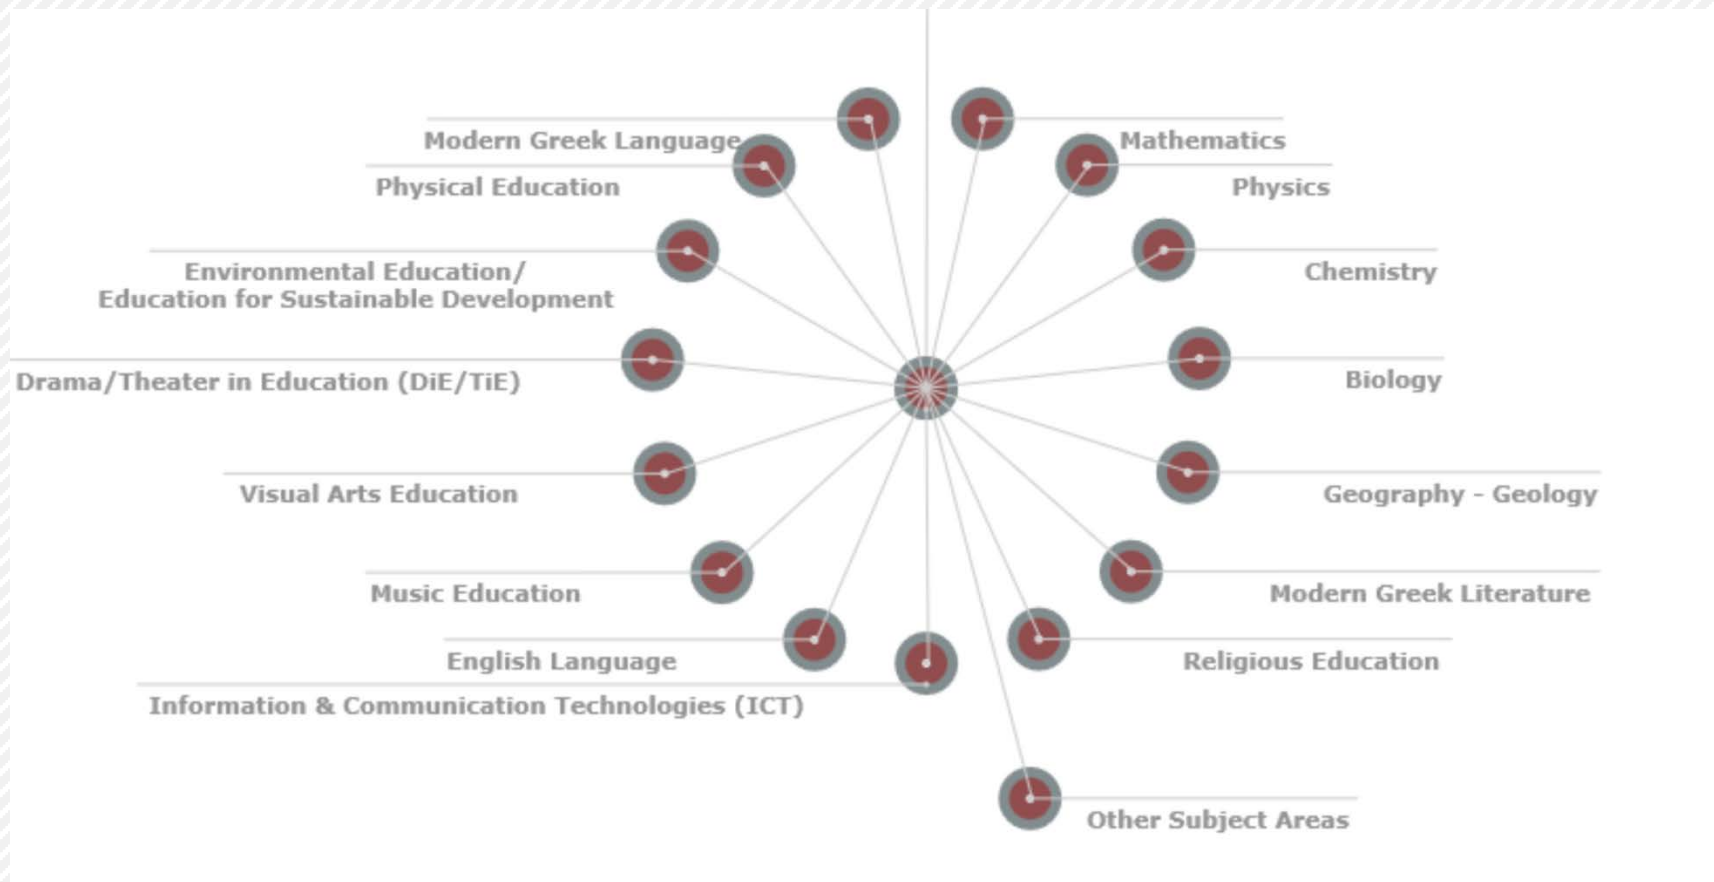 Modern Greek Language
Mathematics
Physical Education
Physics
Environmental Education/
Education for Sustainable Development
Chemistry
Drama/Theater in Education (DiE/TiE)
Biology
Visual Arts Education
Geography - Geology
Music Education
Modern Greek Literature
English Language
Religious Education
Information & Communication Technologies (ICT)
Other Subject Areas